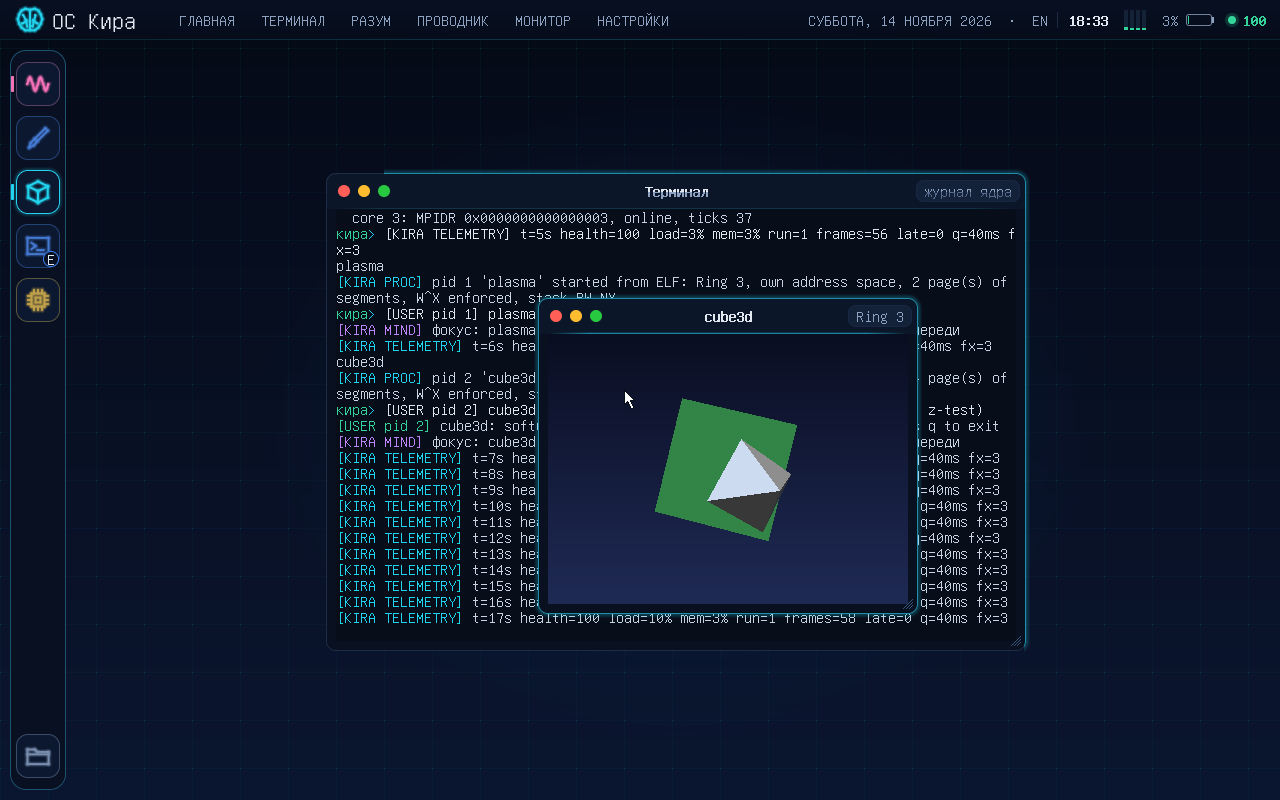 ОС Кира ГЛАВНАЯ ТЕРМИНАЛ РАЗУМ ПРОВОДНИК МОНИТОР НАСТРОЙКИ СУББОТА, 14 НОЯБРЯ 2026 · EN 18:33 3% 100
E
Терминал журнал ядра
core 3: MPIDR 0x0000000000000003, online, ticks 37
кира> [KIRA TELEMETRY] t=5s health=100 load=3% mem=3% run=1 frames=56 late=0 q=40ms f
x=3
plasma
[KIRA PROC] pid 1 'plasma' started from ELF: Ring 3, own address space, 2 page(s) of
segments, W^X enforced, stack RW NX
кира> [USER pid 1] plasma
[KIRA MIND] фокус: plasma
[KIRA TELEMETRY] t=6s =40ms fx=3
cube3d
[KIRA PROC] pid 2 'cube3d page(s) of
segments, W^X enforced,
кира> [USER pid 2] cube3d z-test)
[USER pid 2] cube3d: q to exit
[KIRA MIND] фокус: cube3d
[KIRA TELEMETRY] t=7s q=40ms fx=3
[KIRA TELEMETRY] t=8s q=40ms fx=3
[KIRA TELEMETRY] t=9s q=40ms fx=3
[KIRA TELEMETRY] t=10s q=40ms fx=3
[KIRA TELEMETRY] t=11s q=40ms fx=3
[KIRA TELEMETRY] t=12s q=40ms fx=3
[KIRA TELEMETRY] t=13s q=40ms fx=3
[KIRA TELEMETRY] t=14s q=40ms fx=3
[KIRA TELEMETRY] t=15s q=40ms fx=3
[KIRA TELEMETRY] t=16s q=40ms fx=3
[KIRA TELEMETRY] t=17s health=100 load=10% mem=3% run=1 frames=58 late=0 q=40ms fx=3
cube3d Ring 3